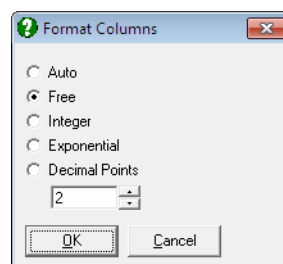 Format Columns
Auto
Free
Integer
Exponential
Decimal Points
2
OK Cancel